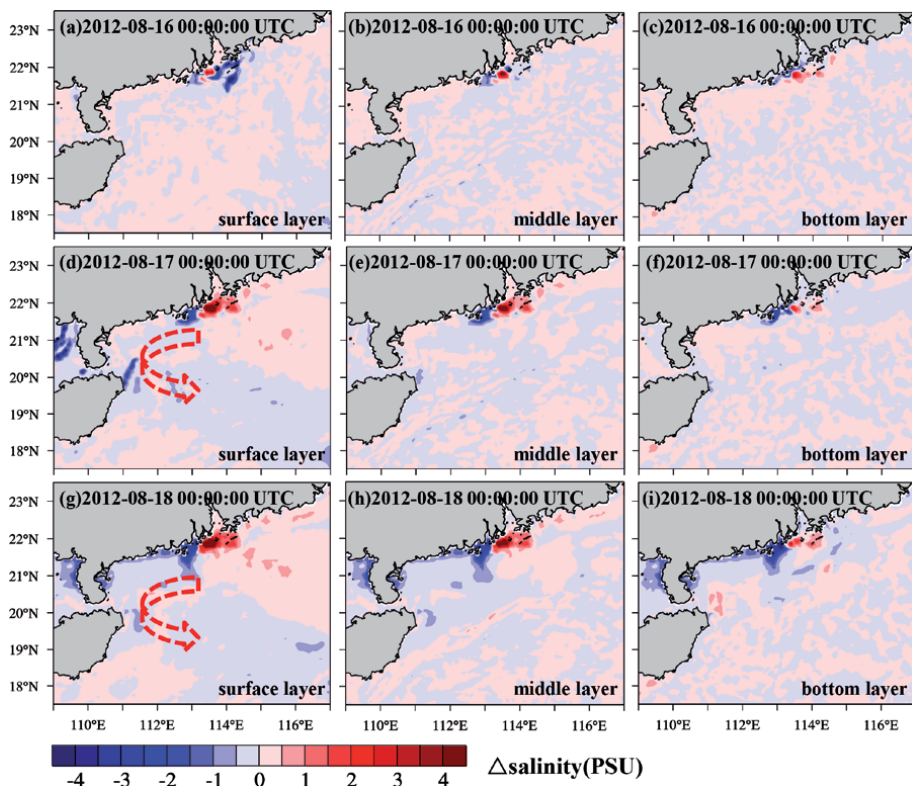 23°N (a)2012-08-16 00:00:00 UTC (b)2012-08-16 00:00:00 UTC (c)2012-08-16 00:00:00 UTC
22°N
21°N
20°N
19°N
18°N surface layer middle layer bottom layer
23°N (d)2012-08-17 00:00:00 UTC (e)2012-08-17 00:00:00 UTC (f)2012-08-17 00:00:00 UTC
22°N
21°N
20°N
19°N
18°N surface layer middle layer bottom layer
23°N (g)2012-08-18 00:00:00 UTC (h)2012-08-18 00:00:00 UTC (i)2012-08-18 00:00:00 UTC
22°N
21°N
20°N
19°N
18°N surface layer middle layer bottom layer
110°E 112°E 114°E 116°E 110°E 112°E 114°E 116°E 110°E 112°E 114°E 116°E
-4 -3 -2 -1 0 1 2 3 4 △salinity(PSU)